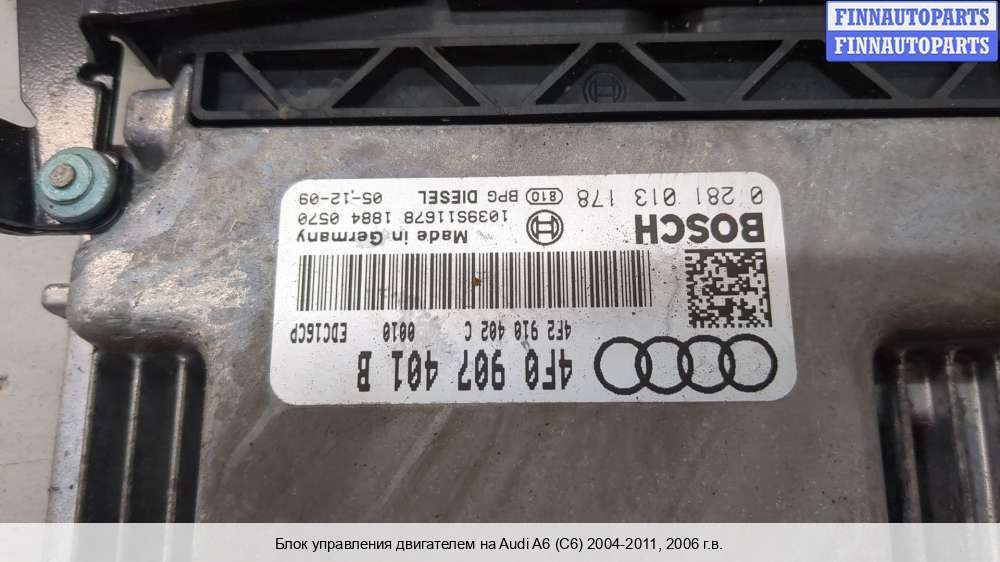 FINNAUTOPARTS
FINNAUTOPARTS
4F0 907 401 B
4F2 910 402 C 0010 EDC16CP
BOSCH
Made in Germany
1039S11678 1884 0570
0 281 013 178 810 BPG DIESEL 05-12-09
Блок управления двигателем на Audi A6 (C6) 2004-2011, 2006 г.в.